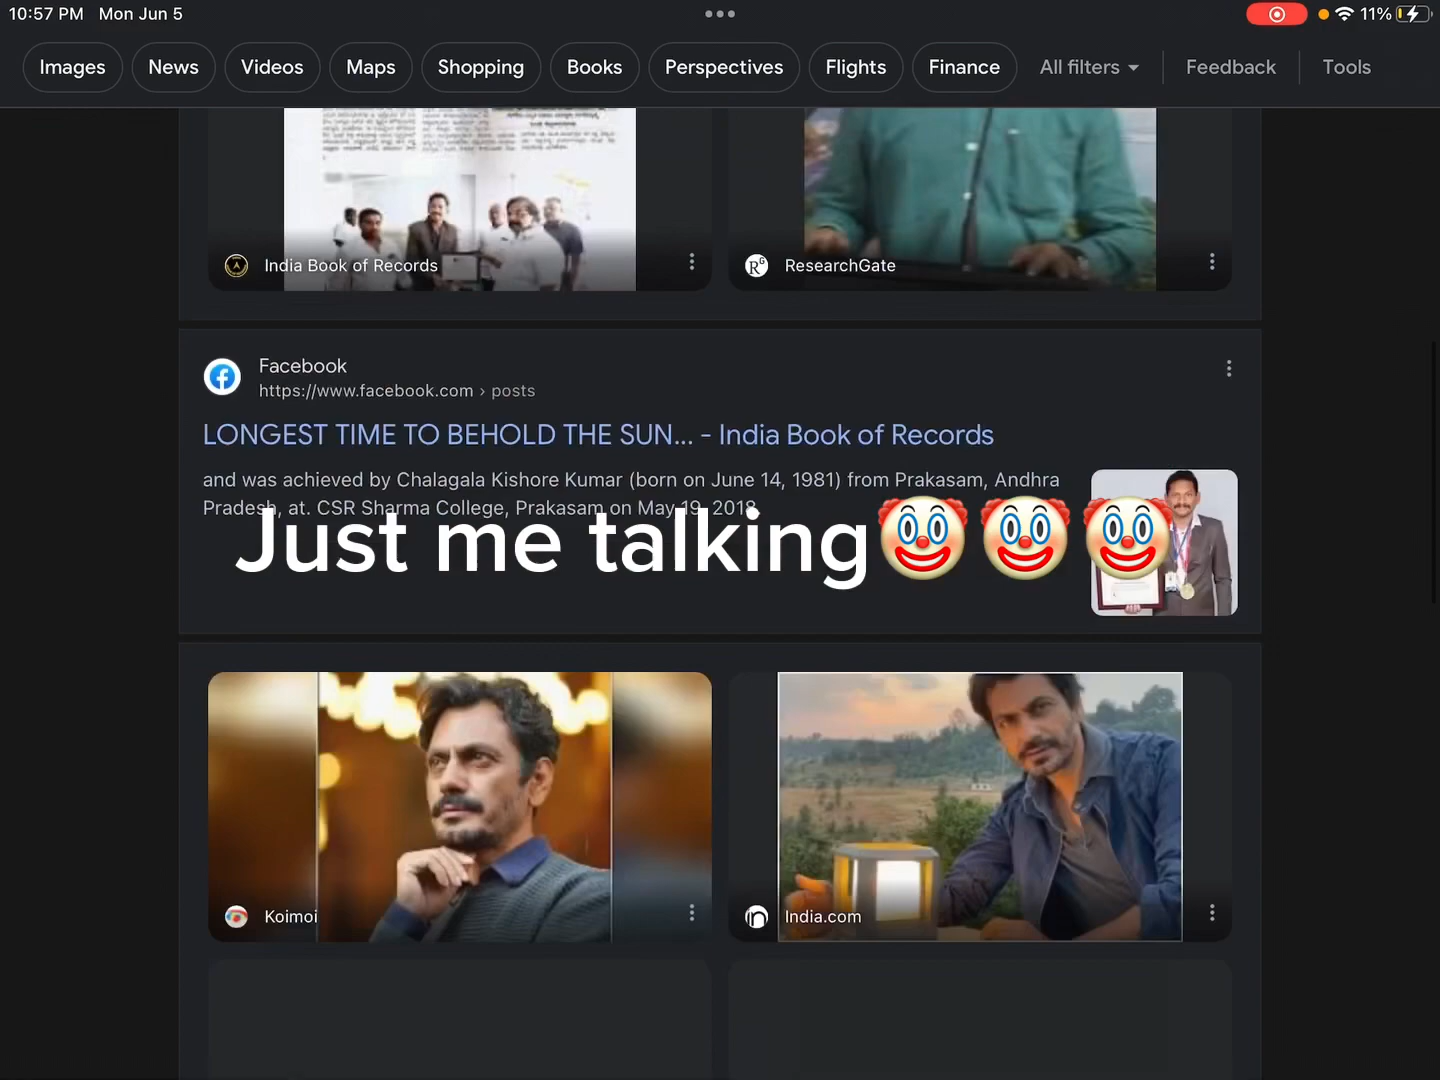 10:57 PM Mon Jun 5
11%
Images News Videos Maps Shopping Books Perspectives Flights Finance All filters Feedback Tools
India Book of Records
ResearchGate
Facebook
https://www.facebook.com › posts
LONGEST TIME TO BEHOLD THE SUN... - India Book of Records
and was achieved by Chalagala Kishore Kumar (born on June 14, 1981) from Prakasam, Andhra
Pradesh, at. CSR Sharma College, Prakasam on May 19, 2018.
Just me talking🤡🤡🤡
Koimoi
India.com